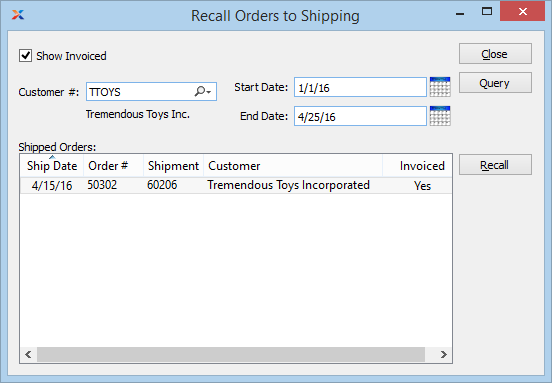 Recall Orders to Shipping
Show Invoiced
Close
Customer #: TTOYS
Start Date: 1/1/16
Query
Tremendous Toys Inc.
End Date: 4/25/16
Shipped Orders:
Ship Date Order # Shipment Customer Invoiced
Recall
4/15/16 50302 60206 Tremendous Toys Incorporated Yes